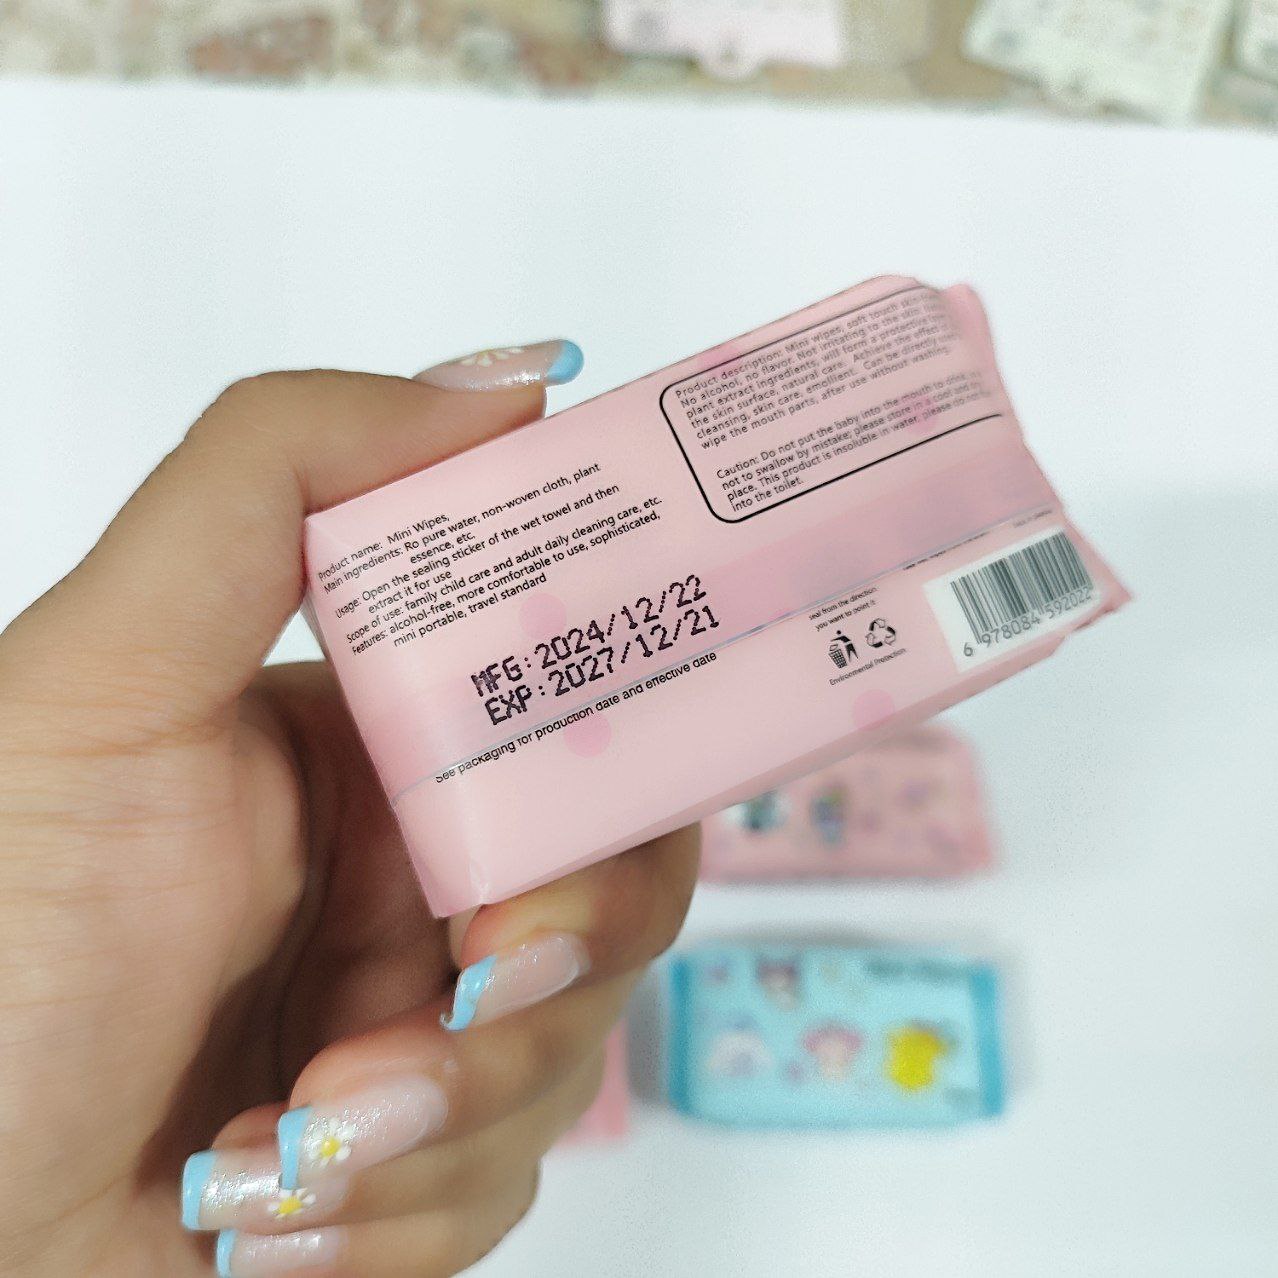 Product name: Mini Wipes,
Main ingredients: Ro pure water, non-woven cloth, plant
essence, etc.
Usage: Open the sealing sticker of the wet towel and then
extract it for use
Scope of use: family child care and adult daily cleaning care, etc.
Features: alcohol-free, more comfortable to use, sophisticated,
mini portable, travel standard
MFG:2024/12/22
EXP:2027/12/21
See packaging for production date and effective date
Product description: Mini wipes, soft touch skin
No alcohol, no flavor. Not irritating to the skin
plant extract ingredients, will form a protective
the skin surface, natural care. Achieve the effect of
cleansing, skin care, emollient. Can be directly
wipe the mouth parts, after use without washing.
Caution: Do not put the baby into the mouth to drink,
not to swallow by mistake; please store in a cool and
place. This product is insoluble in water, please do not
into the toilet.
seal from the direction
you want to point it
Environmental Protection
6 978084 592022